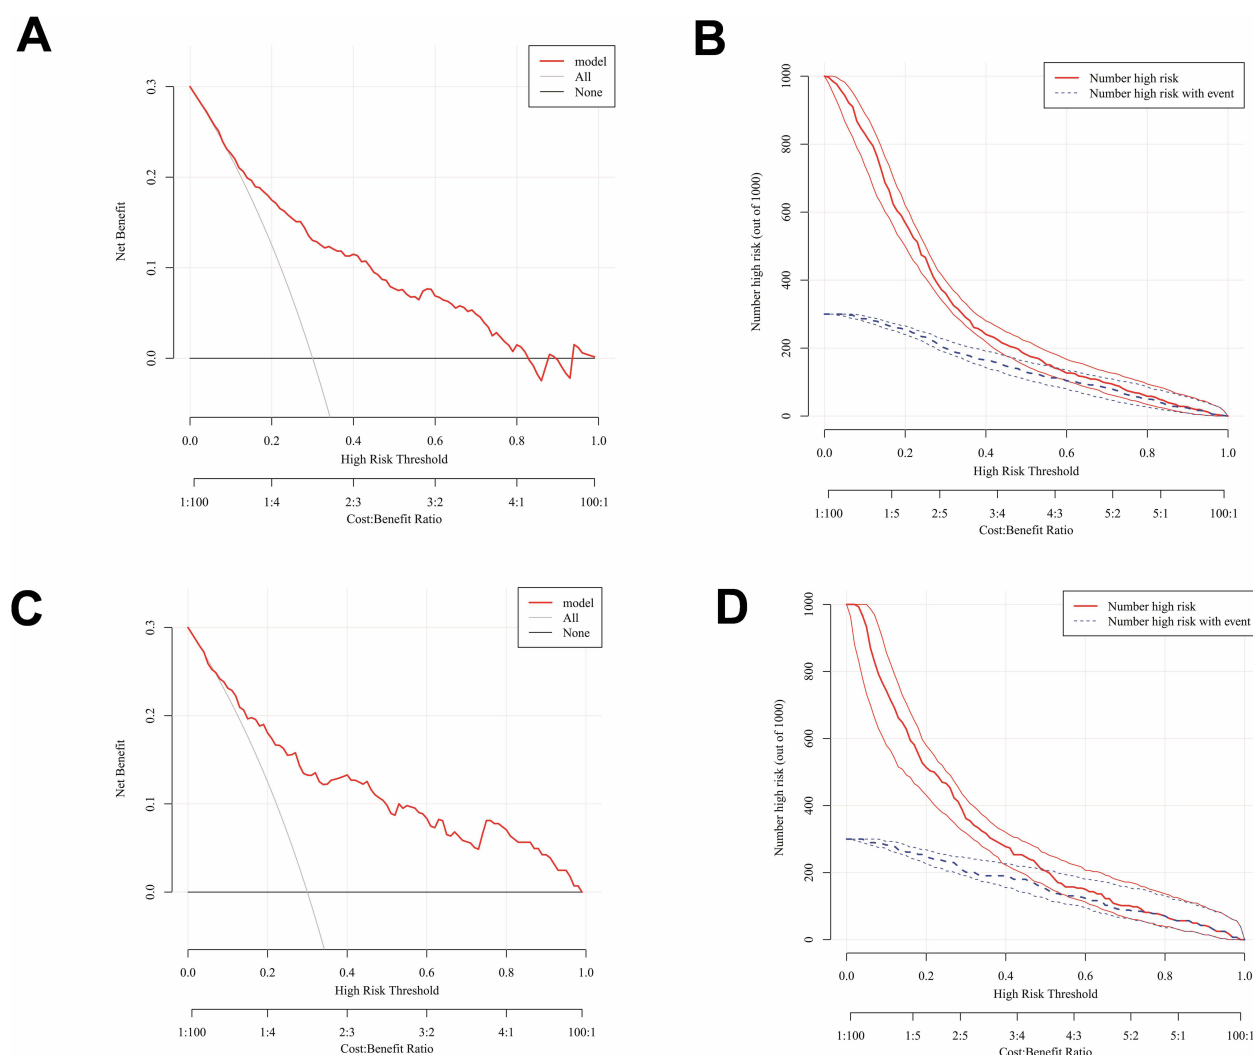 A
model
All
None
Net Benefit
0.3
0.2
0.1
0.0
0.0 0.2 0.4 0.6 0.8 1.0
High Risk Threshold
1:100 1:4 2:3 3:2 4:1 100:1
Cost:Benefit Ratio
B
Number high risk
Number high risk with event
Number high risk (out of 1000)
1000
800
600
400
200
0
0.0 0.2 0.4 0.6 0.8 1.0
High Risk Threshold
1:100 1:5 2:5 3:4 4:3 5:2 5:1 100:1
Cost:Benefit Ratio
C
model
All
None
Net Benefit
0.3
0.2
0.1
0.0
0.0 0.2 0.4 0.6 0.8 1.0
High Risk Threshold
1:100 1:4 2:3 3:2 4:1 100:1
Cost:Benefit Ratio
D
Number high risk
Number high risk with event
Number high risk (out of 1000)
1000
800
600
400
200
0
0.0 0.2 0.4 0.6 0.8 1.0
High Risk Threshold
1:100 1:5 2:5 3:4 4:3 5:2 5:1 100:1
Cost:Benefit Ratio